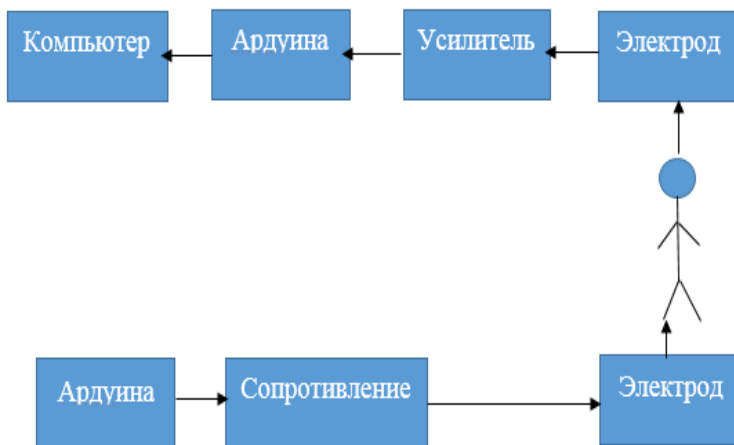 Компьютер
Ардуина
Усилитель
Электрод
Ардуина
Сопротивление
Электрод